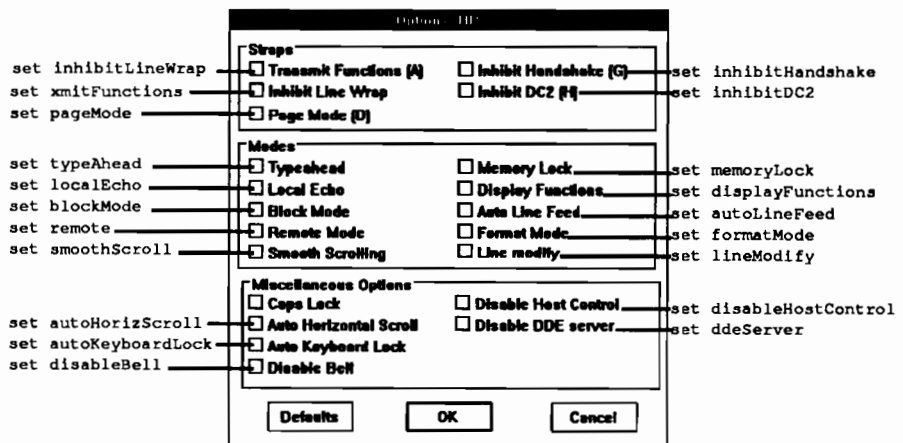 Options HP
Straps
set inhibitLineWrap Transmit Functions (A) Inhibit Handshake (G) set inhibitHandshake
set xmitFunctions Inhibit Line Wrap Inhibit DC2 (H) set inhibitDC2
set pageMode Page Mode (D)
Modes
set typeAhead Typeahead Memory Lock set memoryLock
set localEcho Local Echo Display Functions set displayFunctions
set blockMode Block Mode Auto Line Feed set autoLineFeed
set remote Remote Mode Format Mode set formatMode
set smoothScroll Smooth Scrolling Line modify set lineModify
Miscellaneous Options
Caps Lock Disable Host Control set disableHostControl
set autoHorizScroll Auto Horizontal Scroll Disable DDE server set ddeServer
set autoKeyboardLock Auto Keyboard Lock
set disableBell Disable Bell
Defaults OK Cancel